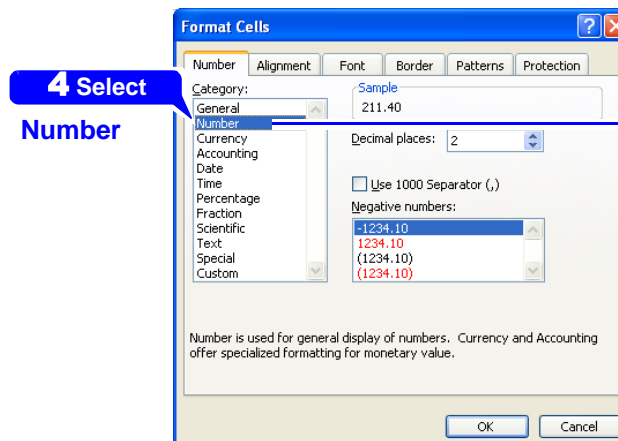 Format Cells
Number Alignment Font Border Patterns Protection
4 Select
Number
Category:
General
Number
Currency
Accounting
Date
Time
Percentage
Fraction
Scientific
Text
Special
Custom
Sample
211.40
Decimal places: 2
Use 1000 Separator (,)
Negative numbers:
-1234.10
1234.10
(1234.10)
(1234.10)
Number is used for general display of numbers. Currency and Accounting
offer specialized formatting for monetary value.
OK Cancel